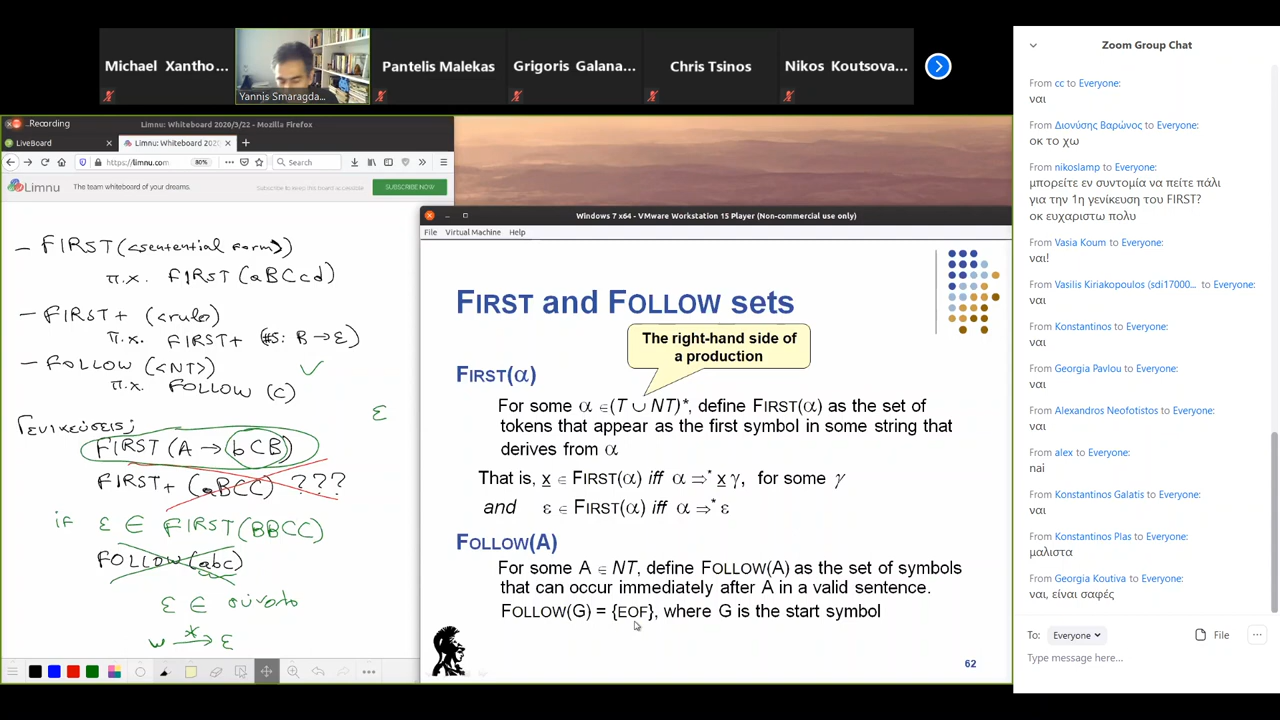 Michael Xantho...
Yannis Smaragda...
Pantelis Malekas
Grigoris Galana...
Chris Tsinos
Nikos Koutsova...
...Recording
Limnu: Whiteboard 2020/3/22 - Mozilla Firefox
LiveBoard
Limnu: Whiteboard 202
https://limnu.com
80%
Search
Limnu
The team whiteboard of your dreams.
Subscribe to keep this board accessible.
SUBSCRIBE NOW
- FIRST(<sentential form>)
π.χ. FIRST(aBCcd)
- FIRST+ (<rule>)
π.χ. FIRST+ (#5: B → ε)
- FOLLOW (<NT>)
π.χ. FOLLOW (C)
ε
Γενικεύσεις;
FIRST (A → bCB)
FIRST+ (aBCC) ???
if ε ∈ FIRST(BBCC)
FOLLOW(abc)
ε ∈ σύνολο
w →* ε
Windows 7 x64 - VMware Workstation 15 Player (Non-commercial use only)
File Virtual Machine Help
FIRST and FOLLOW sets
The right-hand side of
a production
FIRST(α)
For some α ∈(T ∪ NT)*, define FIRST(α) as the set of
tokens that appear as the first symbol in some string that
derives from α
That is, x ∈ FIRST(α) iff α ⇒* x γ, for some γ
and ε ∈ FIRST(α) iff α ⇒* ε
FOLLOW(A)
For some A ∈ NT, define FOLLOW(A) as the set of symbols
that can occur immediately after A in a valid sentence.
FOLLOW(G) = {EOF}, where G is the start symbol
62
Zoom Group Chat
From cc to Everyone:
ναι
From Διονύσης Βαρώνος to Everyone:
οκ το χω
From nikoslamp to Everyone:
μπορείτε εν συντομία να πείτε πάλι
για την 1η γενίκευση του FIRST?
οκ ευχαριστω πολυ
From Vasia Koum to Everyone:
ναι!
From Vasilis Kiriakopoulos (sdi17000... to Everyone:
ναι
From Konstantinos to Everyone:
ναι
From Georgia Pavlou to Everyone:
ναι
From Alexandros Neofotistos to Everyone:
ναι
From alex to Everyone:
nai
From Konstantinos Galatis to Everyone:
ναι
From Konstantinos Plas to Everyone:
μαλιστα
From Georgia Koutiva to Everyone:
ναι, είναι σαφές
To: Everyone
File
Type message here...